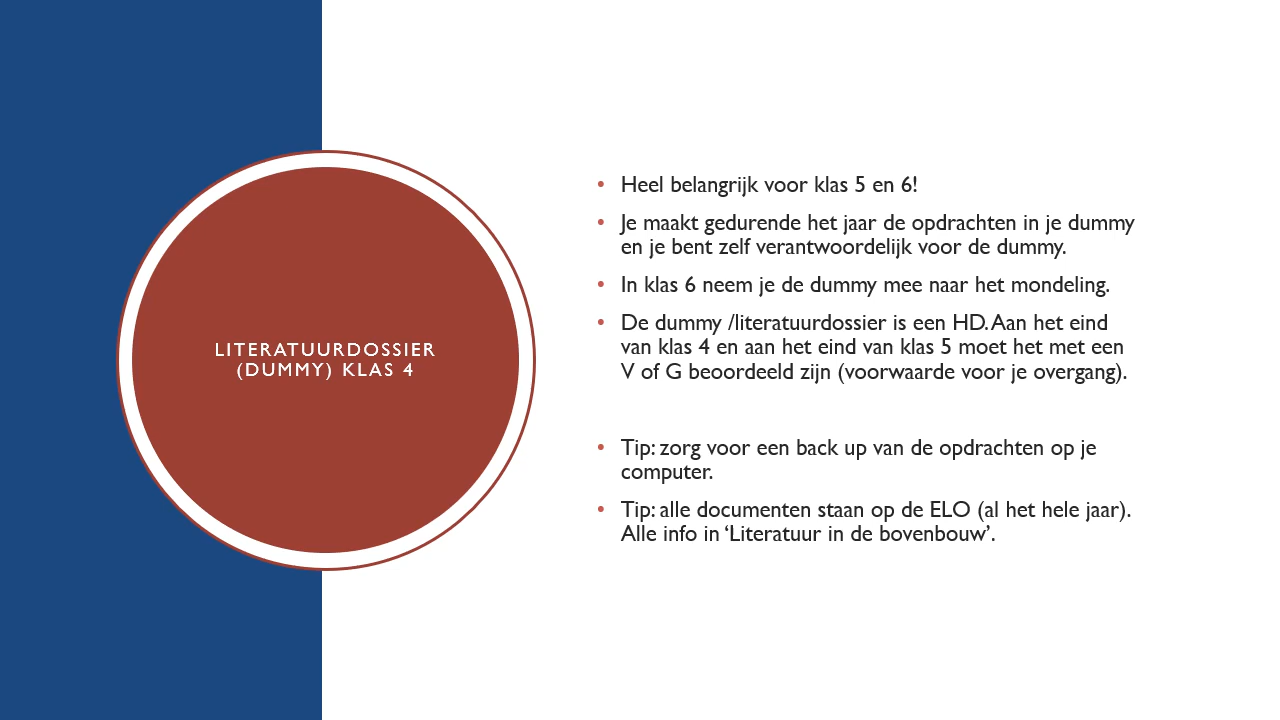 LITERATUURDOSSIER
(DUMMY) KLAS 4
• Heel belangrijk voor klas 5 en 6!
• Je maakt gedurende het jaar de opdrachten in je dummy
en je bent zelf verantwoordelijk voor de dummy.
• In klas 6 neem je de dummy mee naar het mondeling.
• De dummy /literatuurdossier is een HD. Aan het eind
van klas 4 en aan het eind van klas 5 moet het met een
V of G beoordeeld zijn (voorwaarde voor je overgang).
• Tip: zorg voor een back up van de opdrachten op je
computer.
• Tip: alle documenten staan op de ELO (al het hele jaar).
Alle info in ‘Literatuur in de bovenbouw’.